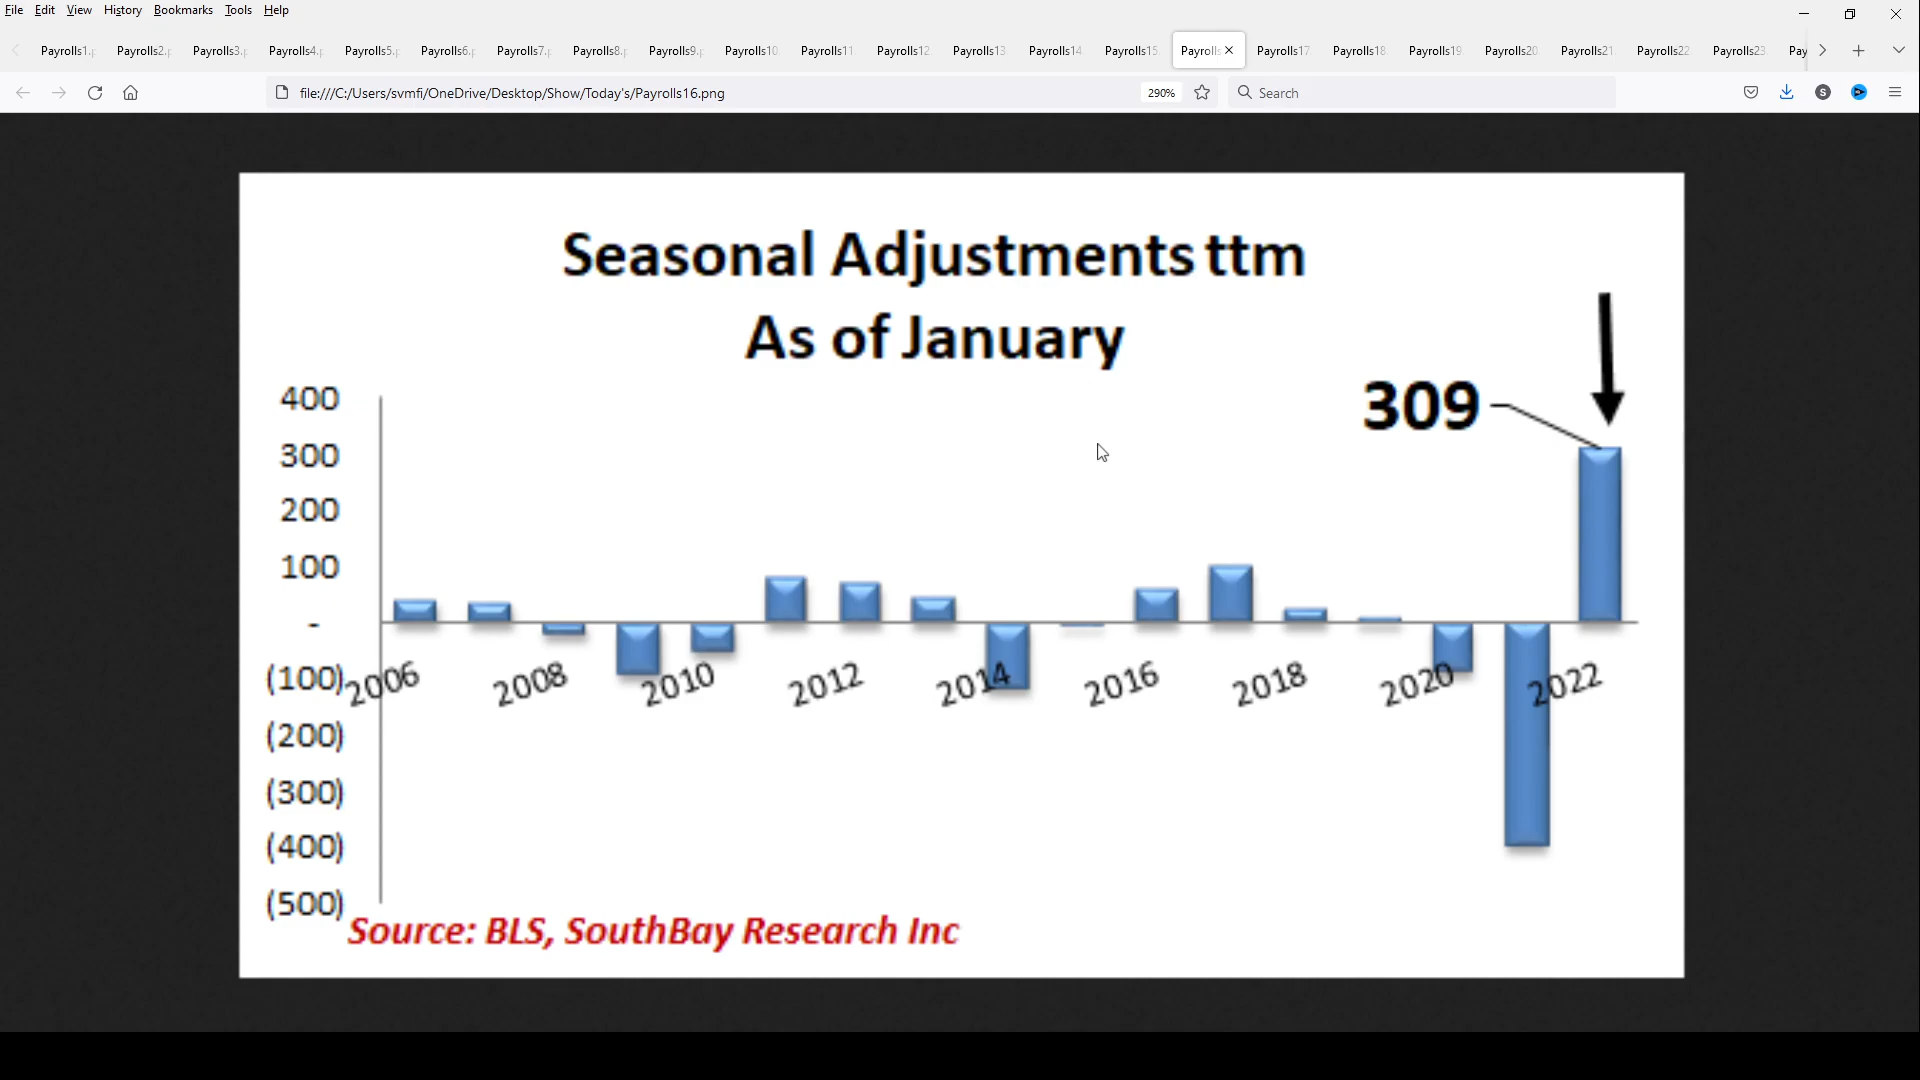 File Edit View History Bookmarks Tools Help
Payrolls1. Payrolls2. Payrolls3. Payrolls4. Payrolls5. Payrolls6. Payrolls7. Payrolls8. Payrolls9. Payrolls10 Payrolls11 Payrolls12 Payrolls13 Payrolls14 Payrolls15 Payrolls Payrolls17 Payrolls18 Payrolls19 Payrolls20 Payrolls21 Payrolls22 Payrolls23 Pay
file:///C:/Users/svmfi/OneDrive/Desktop/Show/Today's/Payrolls16.png 290% Search S
Seasonal Adjustments ttm
As of January
309
400
300
200
100
-
(100)
(200)
(300)
(400)
(500)
2006 2008 2010 2012 2014 2016 2018 2020 2022
Source: BLS, SouthBay Research Inc